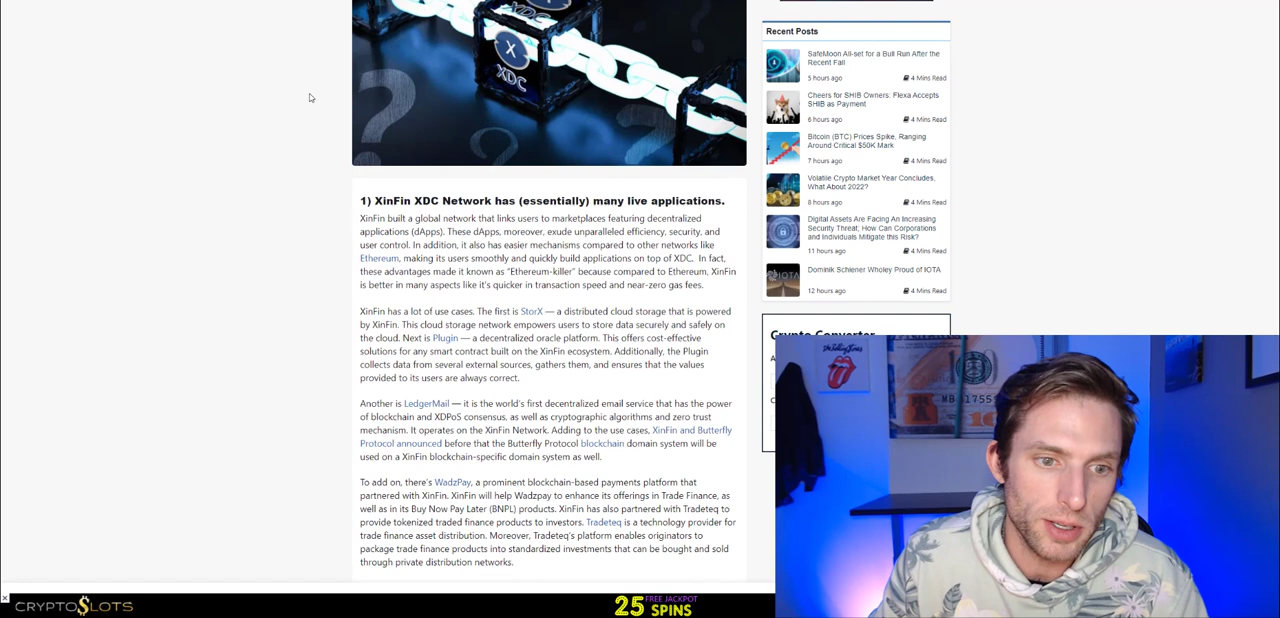 XDC
X
XDC
1) XinFin XDC Network has (essentially) many live applications.
XinFin built a global network that links users to marketplaces featuring decentralized
applications (dApps). These dApps, moreover, exude unparalleled efficiency, security, and
user control. In addition, it also has easier mechanisms compared to other networks like
Ethereum, making its users smoothly and quickly build applications on top of XDC. In fact,
these advantages made it known as "Ethereum-killer" because compared to Ethereum, XinFin
is better in many aspects like it's quicker in transaction speed and near-zero gas fees.
XinFin has a lot of use cases. The first is StorX — a distributed cloud storage that is powered
by XinFin. This cloud storage network empowers users to store data securely and safely on
the cloud. Next is Plugin — a decentralized oracle platform. This offers cost-effective
solutions for any smart contract built on the XinFin ecosystem. Additionally, the Plugin
collects data from several external sources, gathers them, and ensures that the values
provided to its users are always correct.
Another is LedgerMail — it is the world's first decentralized email service that has the power
of blockchain and XDPoS consensus, as well as cryptographic algorithms and zero trust
mechanism. It operates on the XinFin Network. Adding to the use cases, XinFin and Butterfly
Protocol announced before that the Butterfly Protocol blockchain domain system will be
used on a XinFin blockchain-specific domain system as well.
To add on, there's WadzPay, a prominent blockchain-based payments platform that
partnered with XinFin. XinFin will help Wadzpay to enhance its offerings in Trade Finance, as
well as in its Buy Now Pay Later (BNPL) products. XinFin has also partnered with Tradeteq to
provide tokenized traded finance products to investors. Tradeteq is a technology provider for
trade finance asset distribution. Moreover, Tradeteq's platform enables originators to
package trade finance products into standardized investments that can be bought and sold
through private distribution networks.
Recent Posts
SafeMoon All-set for a Bull Run After the
Recent Fall
5 hours ago 4 Mins Read
Cheers for SHIB Owners: Flexa Accepts
SHIB as Payment
6 hours ago 4 Mins Read
Bitcoin (BTC) Prices Spike, Ranging
Around Critical $50K Mark
7 hours ago 4 Mins Read
Volatile Crypto Market Year Concludes,
What About 2022?
8 hours ago 4 Mins Read
Digital Assets Are Facing An Increasing
Security Threat; How Can Corporations
and Individuals Mitigate this Risk?
11 hours ago 4 Mins Read
IOTA
Dominik Schiener Wholey Proud of IOTA
12 hours ago 4 Mins Read
Crypto Converter
CRYPTO$LOTS
25 FREE JACKPOT
SPINS